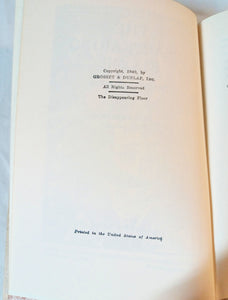 Copyright, 1940, by
GROSSET & DUNLAP, Inc.
All Rights Reserved
The Disappearing Floor
Printed in the United States of America